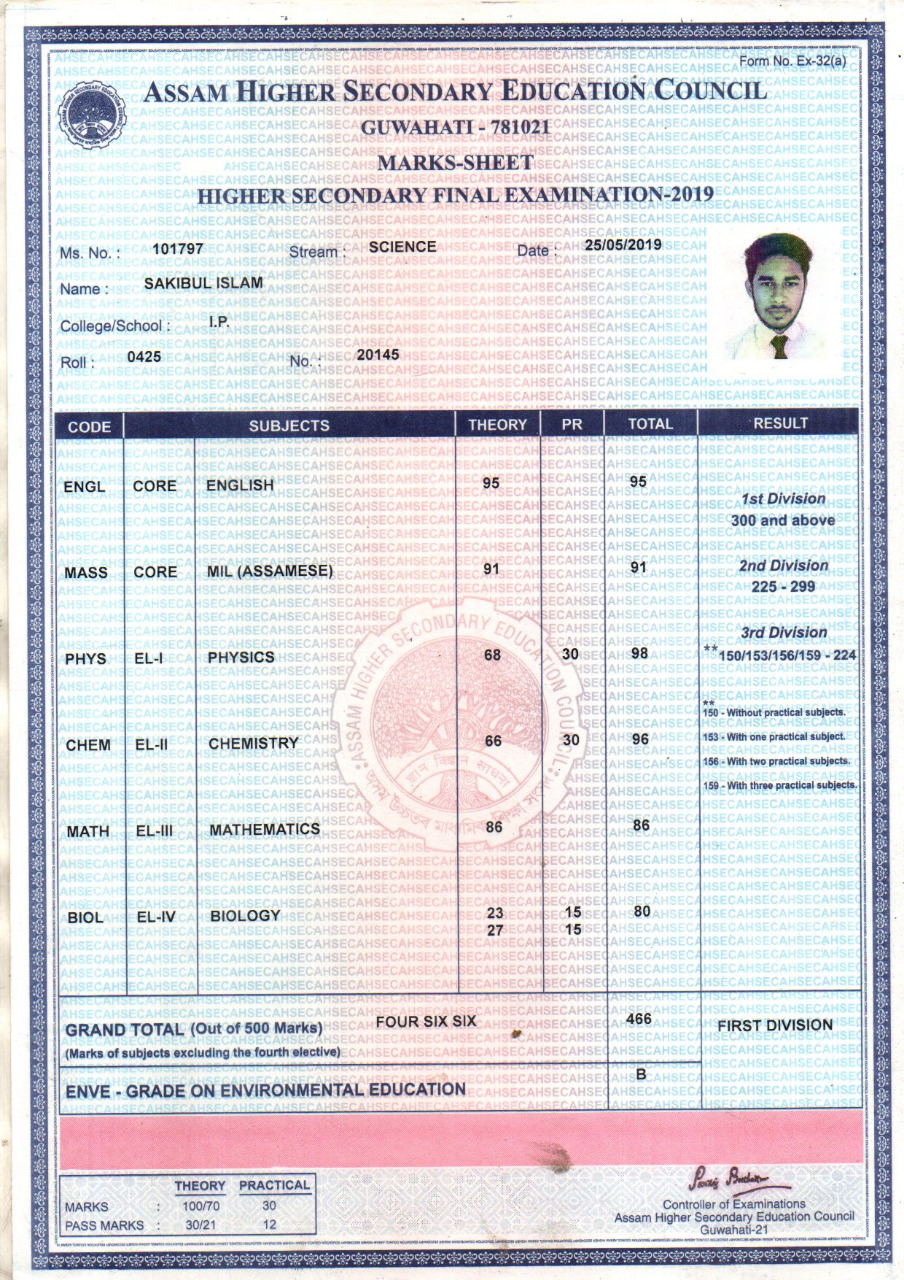 Form No. Ex-32(a)
ASSAM HIGHER SECONDARY EDUCATION COUNCIL
GUWAHATI - 781021
MARKS-SHEET
HIGHER SECONDARY FINAL EXAMINATION-2019
Ms. No. : 101797 Stream : SCIENCE Date : 25/05/2019
Name : SAKIBUL ISLAM
College/School : I.P.
Roll : 0425 No. : 20145
CODE SUBJECTS THEORY PR TOTAL RESULT
ENGL CORE ENGLISH 95 95
1st Division
300 and above
MASS CORE MIL (ASSAMESE) 91 91
2nd Division
225 - 299
3rd Division
PHYS EL-I PHYSICS 68 30 98
**150/153/156/159 - 224
**
150 - Without practical subjects.
CHEM EL-II CHEMISTRY 66 30 96
153 - With one practical subject.
156 - With two practical subjects.
159 - With three practical subjects.
MATH EL-III MATHEMATICS 86 86
BIOL EL-IV BIOLOGY 23 15 80
27 15
ASSAM HIGHER SECONDARY EDUCATION COUNCIL
GRAND TOTAL (Out of 500 Marks) FOUR SIX SIX 466 FIRST DIVISION
(Marks of subjects excluding the fourth elective)
ENVE - GRADE ON ENVIRONMENTAL EDUCATION B
THEORY PRACTICAL
MARKS : 100/70 30
PASS MARKS : 30/21 12
Controller of Examinations
Assam Higher Secondary Education Council
Guwahati-21